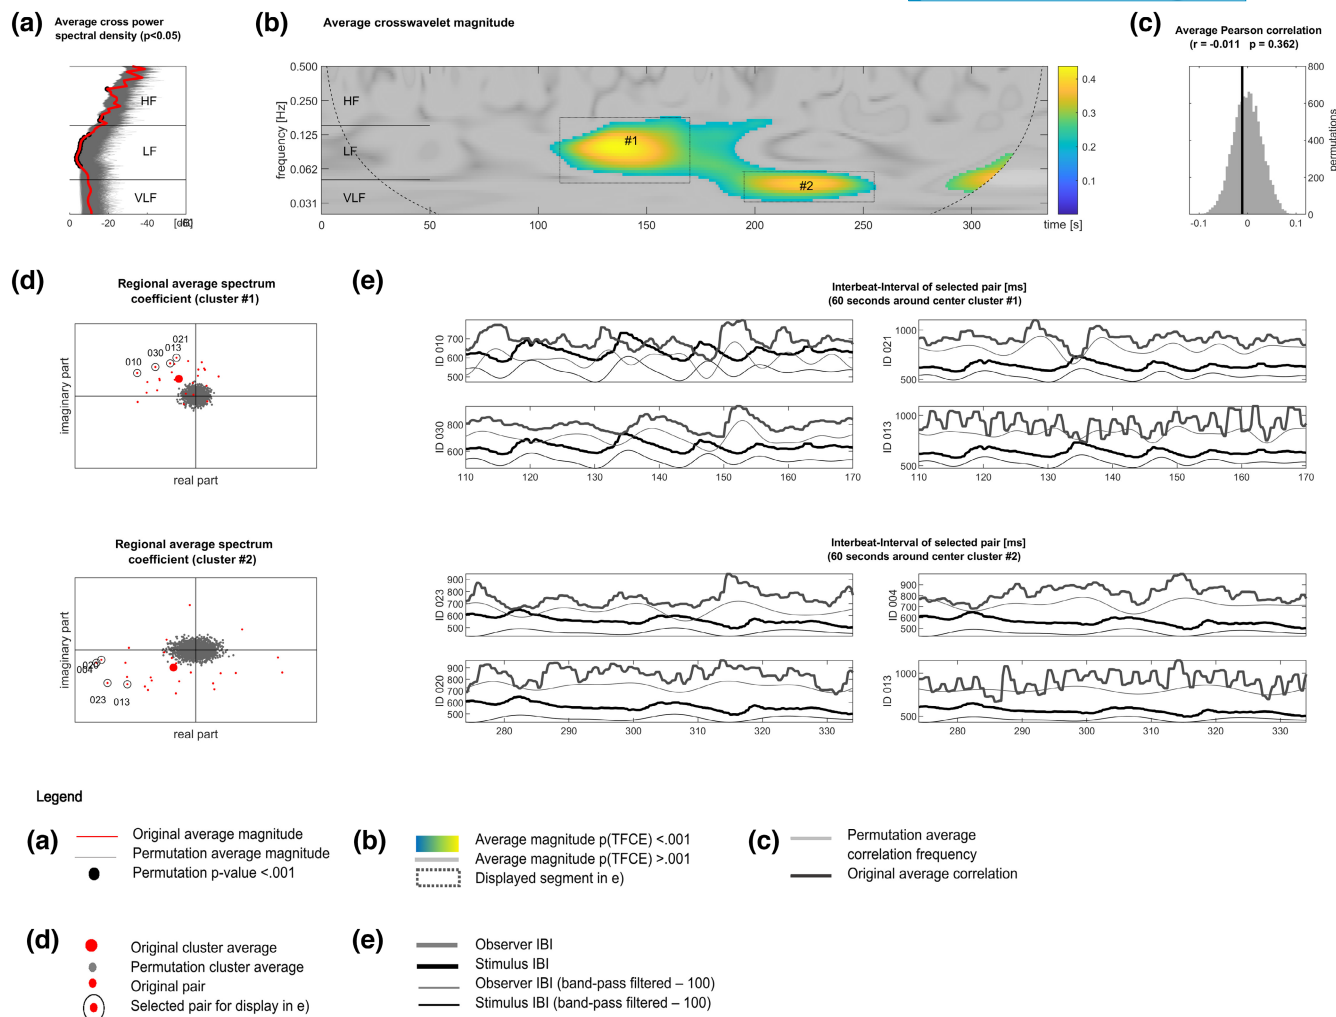 (a)
Average cross power
spectral density (p<0.05)
HF
LF
VLF
0
-20
-40
[dB]
(b)
Average crosswavelet magnitude
frequency [Hz]
0.500
0.250
0.125
0.062
0.031
HF
LF
VLF
#1
#2
0
50
100
150
200
250
300
time [s]
0.4
0.3
0.2
0.1
(c)
Average Pearson correlation
(r = -0.011 p = 0.362)
800
600
400
200
0
permutations
-0.1
0
0.1
(d)
Regional average spectrum
coefficient (cluster #1)
imaginary part
021
013
030
010
real part
Regional average spectrum
coefficient (cluster #2)
imaginary part
020
004
023
013
real part
(e)
Interbeat-Interval of selected pair [ms]
(60 seconds around center cluster #1)
ID 010
700
600
500
ID 021
1000
500
ID 030
800
600
ID 013
1000
500
110 120 130 140 150 160 170
110 120 130 140 150 160 170
Interbeat-Interval of selected pair [ms]
(60 seconds around center cluster #2)
ID 023
900
800
700
600
500
ID 004
900
800
700
600
500
ID 020
900
800
700
600
500
ID 013
1000
500
280 290 300 310 320 330
280 290 300 310 320 330
Legend
(a)
Original average magnitude
Permutation average magnitude
Permutation p-value <.001
(b)
Average magnitude p(TFCE) <.001
Average magnitude p(TFCE) >.001
Displayed segment in e)
(c)
Permutation average
correlation frequency
Original average correlation
(d)
Original cluster average
Permutation cluster average
Original pair
Selected pair for display in e)
(e)
Observer IBI
Stimulus IBI
Observer IBI (band-pass filtered – 100)
Stimulus IBI (band-pass filtered – 100)